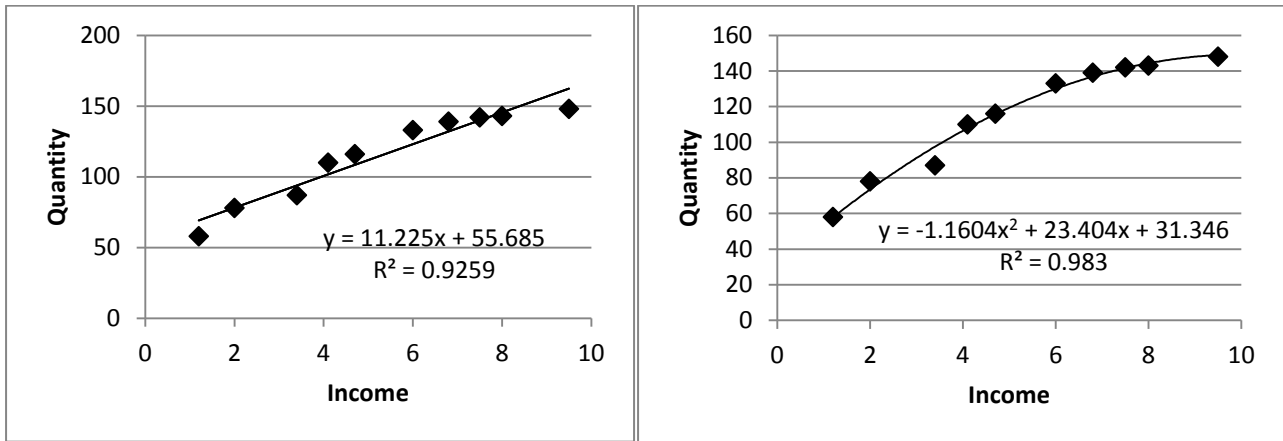 200
150
100
50
0
Quantity
y = 11.225x + 55.685
R² = 0.9259
0 2 4 6 8 10
Income
160
140
120
100
80
60
40
20
0
Quantity
y = -1.1604x² + 23.404x + 31.346
R² = 0.983
0 2 4 6 8 10
Income